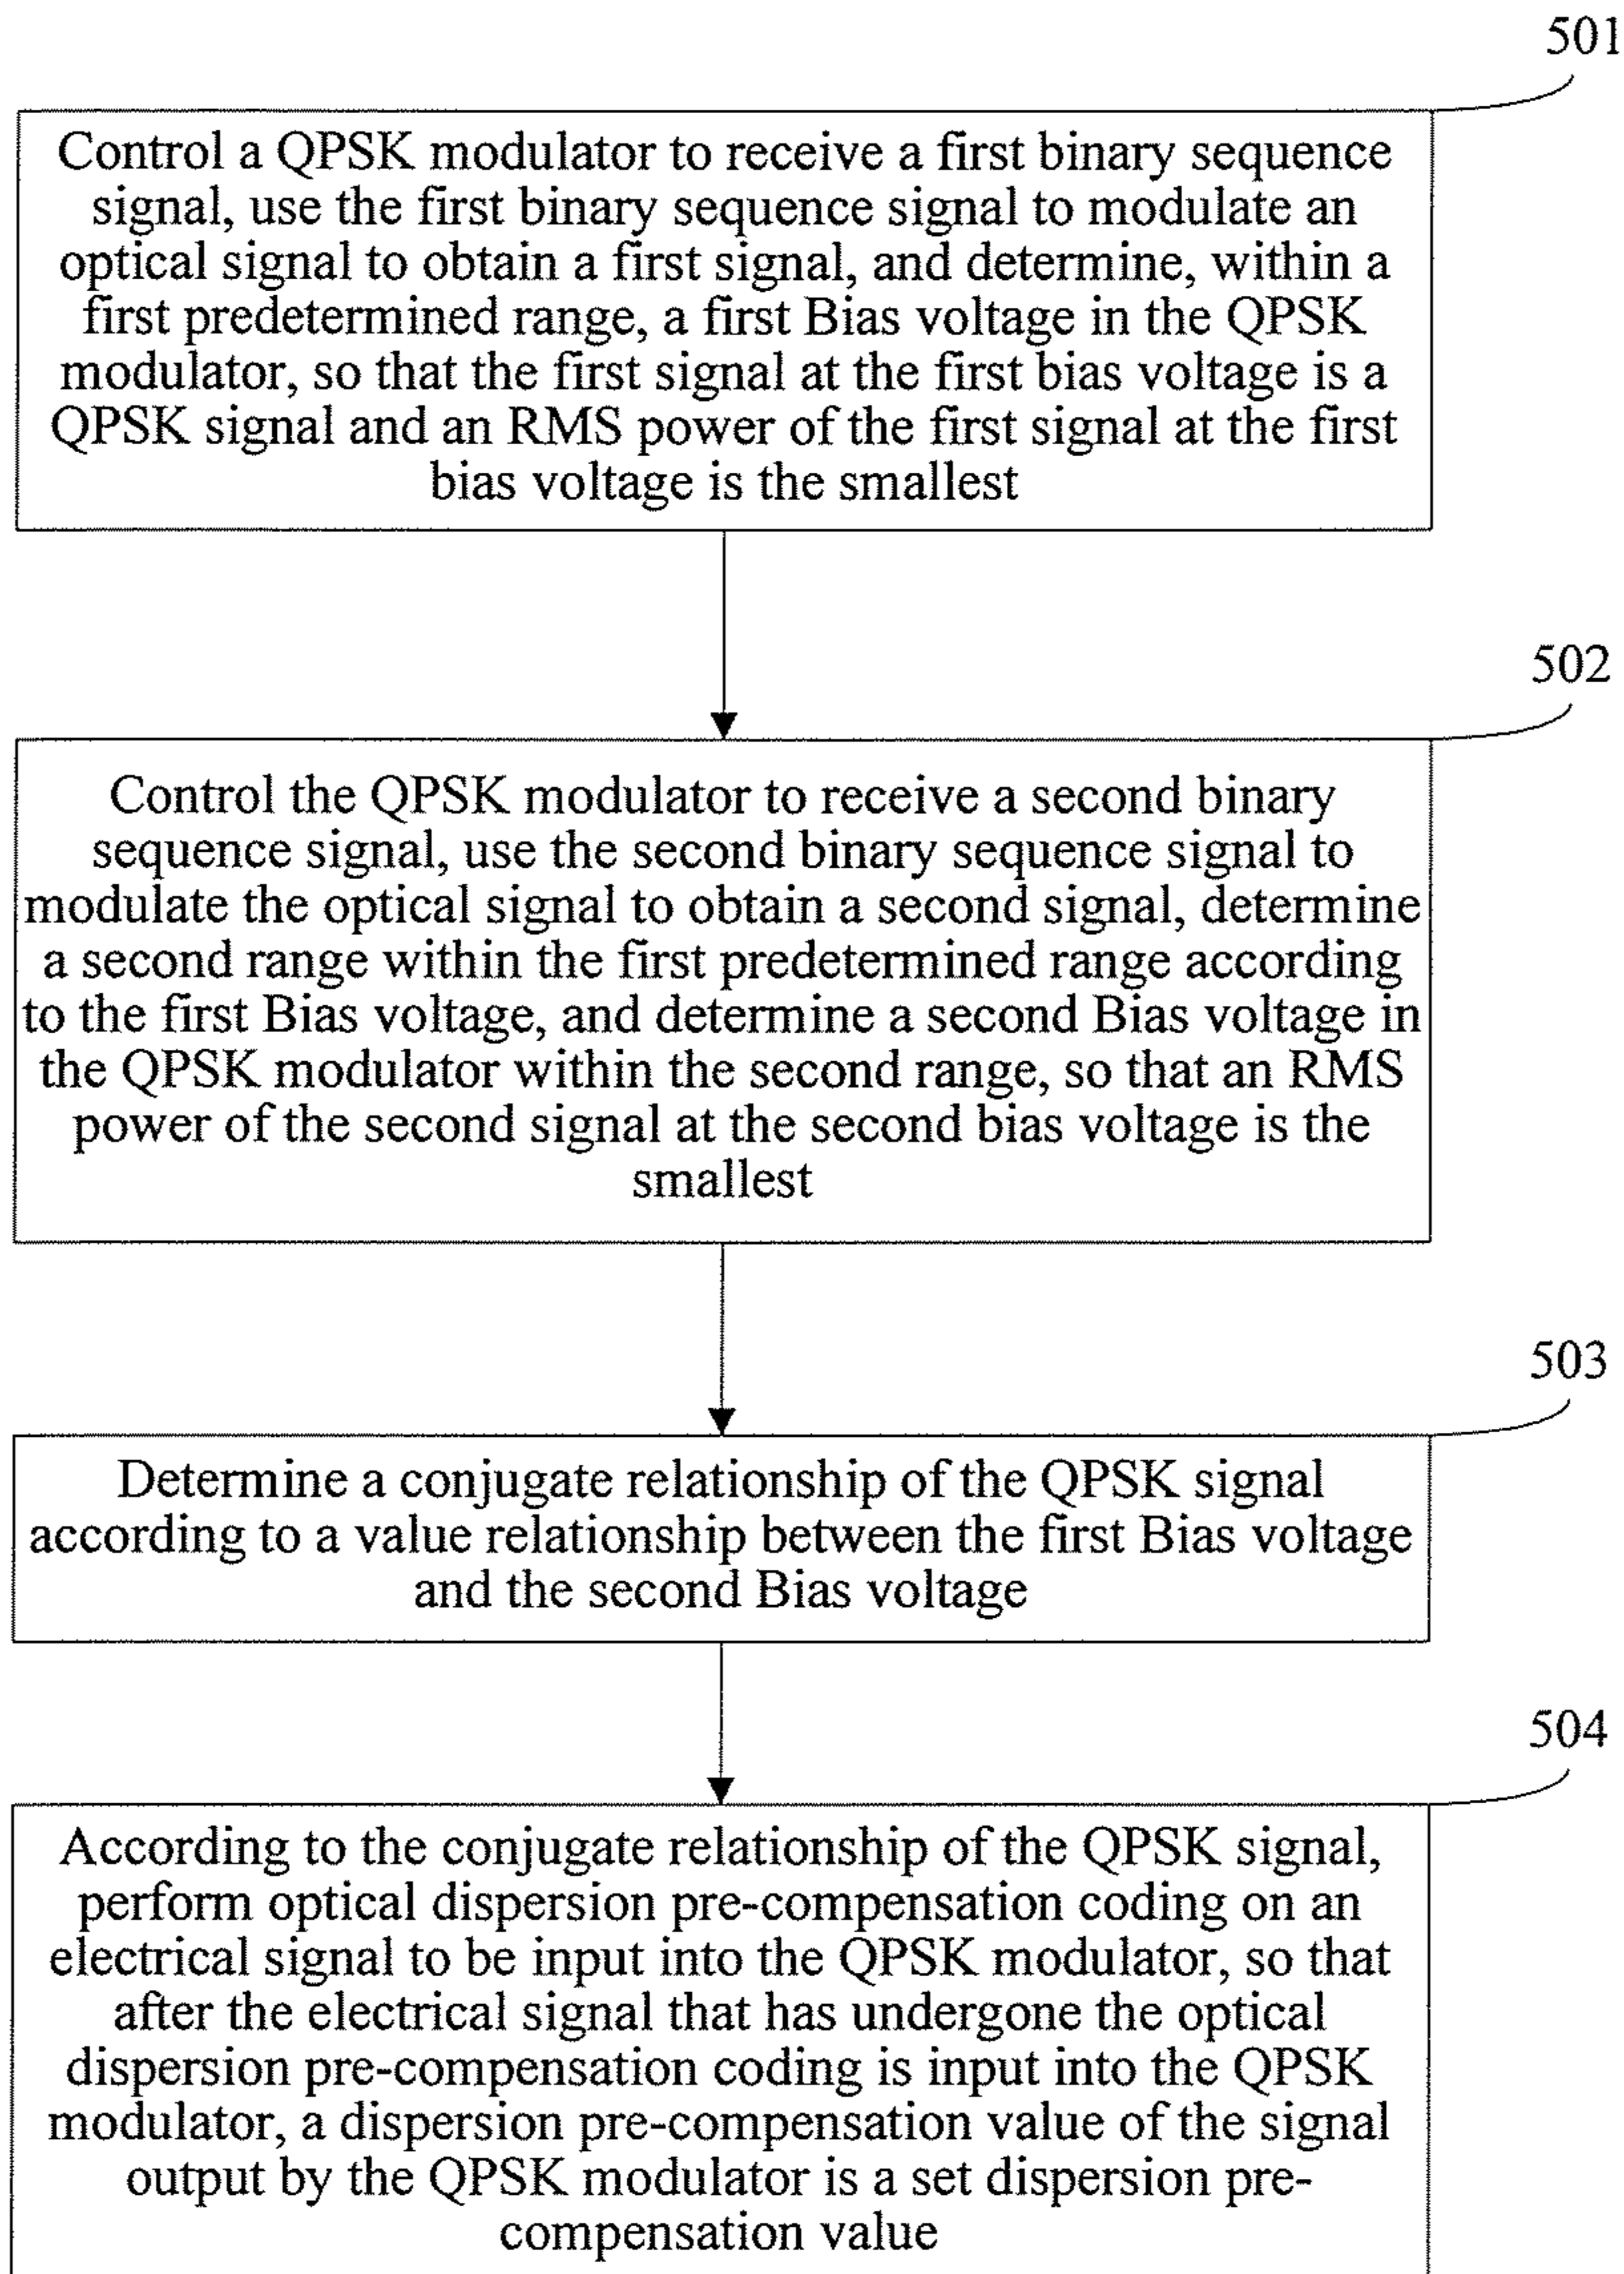 501
Control a QPSK modulator to receive a first binary sequence
signal, use the first binary sequence signal to modulate an
optical signal to obtain a first signal, and determine, within a
first predetermined range, a first Bias voltage in the QPSK
modulator, so that the first signal at the first bias voltage is a
QPSK signal and an RMS power of the first signal at the first
bias voltage is the smallest
502
Control the QPSK modulator to receive a second binary
sequence signal, use the second binary sequence signal to
modulate the optical signal to obtain a second signal, determine
a second range within the first predetermined range according
to the first Bias voltage, and determine a second Bias voltage in
the QPSK modulator within the second range, so that an RMS
power of the second signal at the second bias voltage is the
smallest
503
Determine a conjugate relationship of the QPSK signal
according to a value relationship between the first Bias voltage
and the second Bias voltage
504
According to the conjugate relationship of the QPSK signal,
perform optical dispersion pre-compensation coding on an
electrical signal to be input into the QPSK modulator, so that
after the electrical signal that has undergone the optical
dispersion pre-compensation coding is input into the QPSK
modulator, a dispersion pre-compensation value of the signal
output by the QPSK modulator is a set dispersion pre-
compensation value